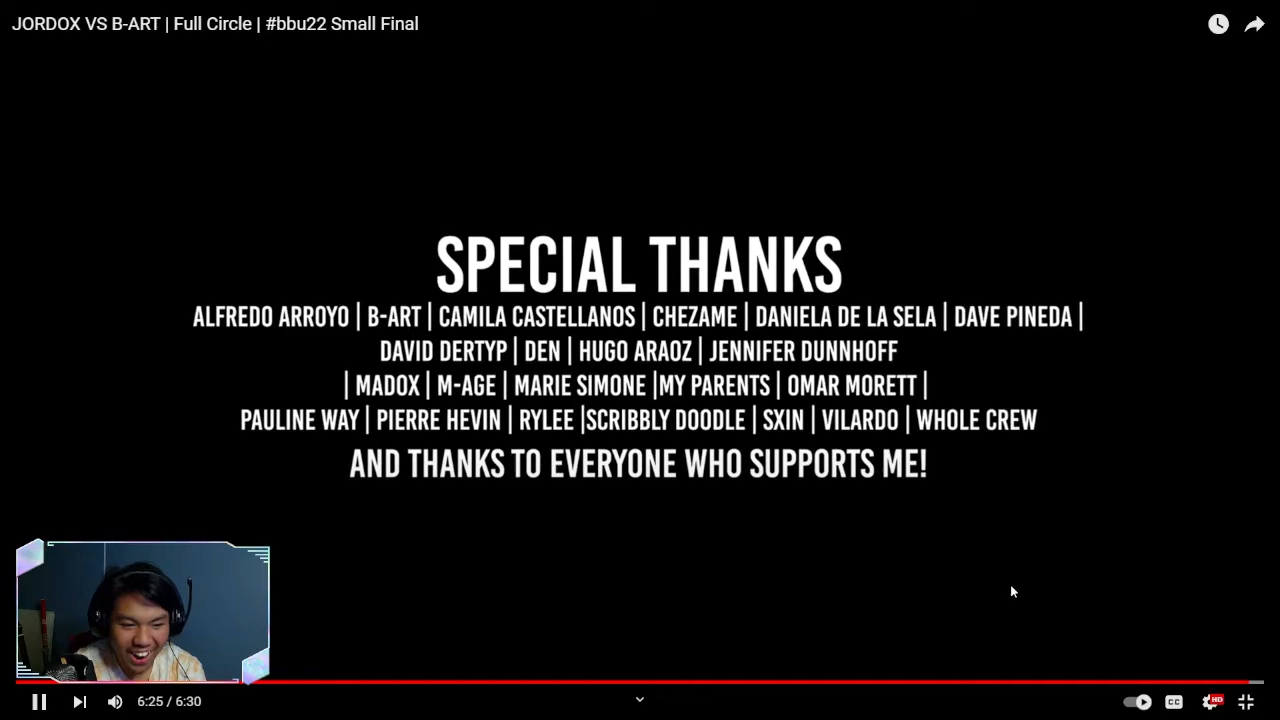 JORDOX VS B-ART | Full Circle | #bbu22 Small Final
SPECIAL THANKS
ALFREDO ARROYO | B-ART | CAMILA CASTELLANOS | CHEZAME | DANIELA DE LA SELA | DAVE PINEDA |
DAVID DERTYP | DEN | HUGO ARAOZ | JENNIFER DUNNHOFF
| MADOX | M-AGE | MARIE SIMONE |MY PARENTS | OMAR MORETT |
PAULINE WAY | PIERRE HEVIN | RYLEE |SCRIBBLY DOODLE | SXIN | VILARDO | WHOLE CREW
AND THANKS TO EVERYONE WHO SUPPORTS ME!
6:25 / 6:30
CC
HD